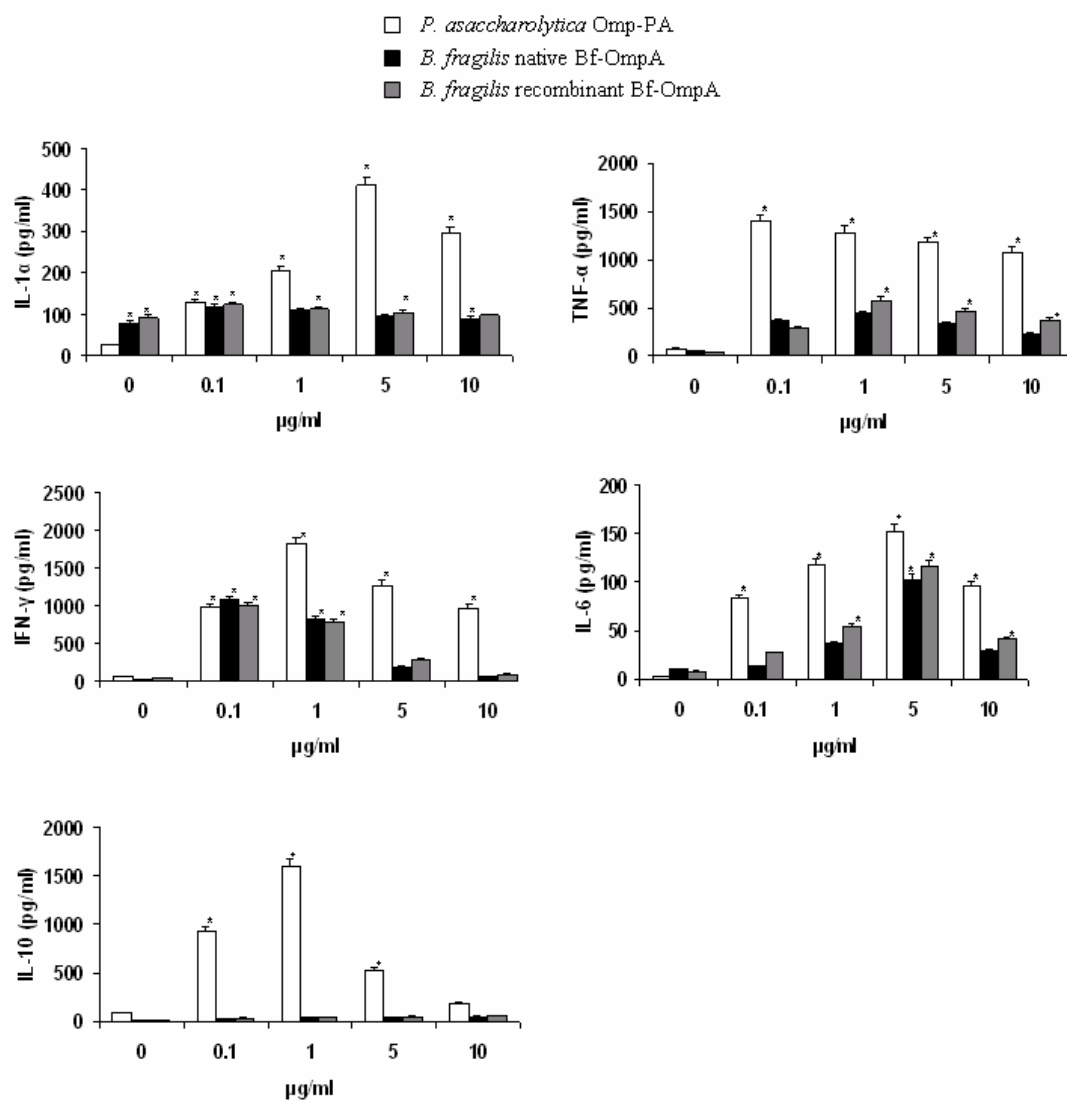 P. asaccharolytica Omp-PA
B. fragilis native Bf-OmpA
B. fragilis recombinant Bf-OmpA
IL-1α (pg/ml)
500
400
300
200
100
0
* * * * * * * * * * * *
0 0.1 1 5 10
µg/ml
TNF-α (pg/ml)
2000
1500
1000
500
0
* * * * * * *
0 0.1 1 5 10
µg/ml
IFN-γ (pg/ml)
2500
2000
1500
1000
500
0
* * * * * * * *
0 0.1 1 5 10
µg/ml
IL-6 (pg/ml)
200
150
100
50
0
* * * * * * * *
0 0.1 1 5 10
µg/ml
IL-10 (pg/ml)
2000
1500
1000
500
0
* * *
0 0.1 1 5 10
µg/ml